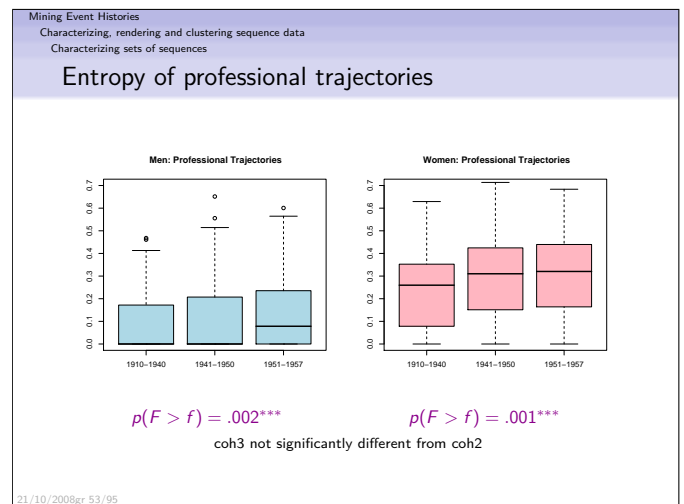 Mining Event Histories
Characterizing, rendering and clustering sequence data
Characterizing sets of sequences
Entropy of professional trajectories
Men: Professional Trajectories
0.7
0.6
0.5
0.4
0.3
0.2
0.1
0.0
1910−1940 1941−1950 1951−1957
Women: Professional Trajectories
0.7
0.6
0.5
0.4
0.3
0.2
0.1
0.0
1910−1940 1941−1950 1951−1957
p(F > f) = .002*** p(F > f) = .001***
coh3 not significantly different from coh2
21/10/2008gr 53/95